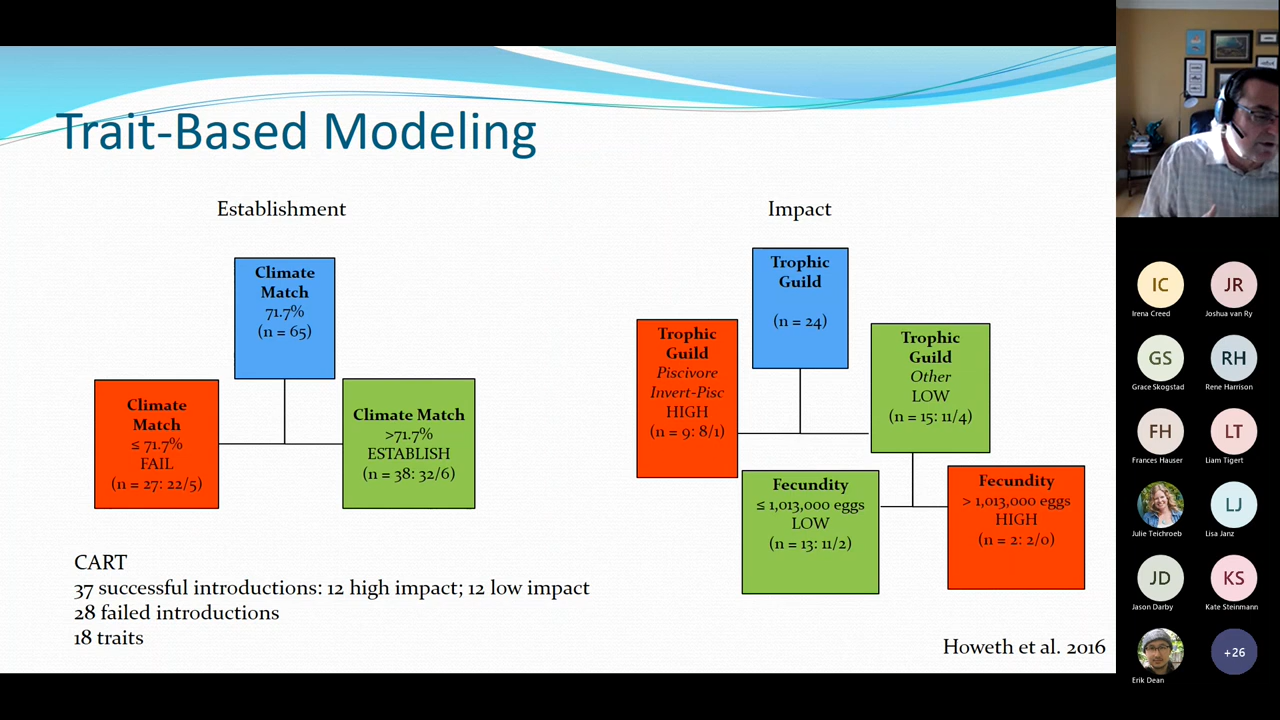 Trait-Based Modeling
Establishment
Climate
Match
71.7%
(n = 65)
Climate
Match
≤ 71.7%
FAIL
(n = 27: 22/5)
Climate Match
>71.7%
ESTABLISH
(n = 38: 32/6)
Impact
Trophic
Guild
(n = 24)
Trophic
Guild
Piscivore
Invert-Pisc
HIGH
(n = 9: 8/1)
Trophic
Guild
Other
LOW
(n = 15: 11/4)
Fecundity
≤ 1,013,000 eggs
LOW
(n = 13: 11/2)
Fecundity
> 1,013,000 eggs
HIGH
(n = 2: 2/0)
CART
37 successful introductions: 12 high impact; 12 low impact
28 failed introductions
18 traits
Howeth et al. 2016
IC
Irena Creed
JR
Joshua van Ry
GS
Grace Skogstad
RH
Rene Harrison
FH
Frances Hauser
LT
Liam Tigert
Julie Teichroeb
LJ
Lisa Janz
JD
Jason Darby
KS
Kate Steinmann
Erik Dean
+26